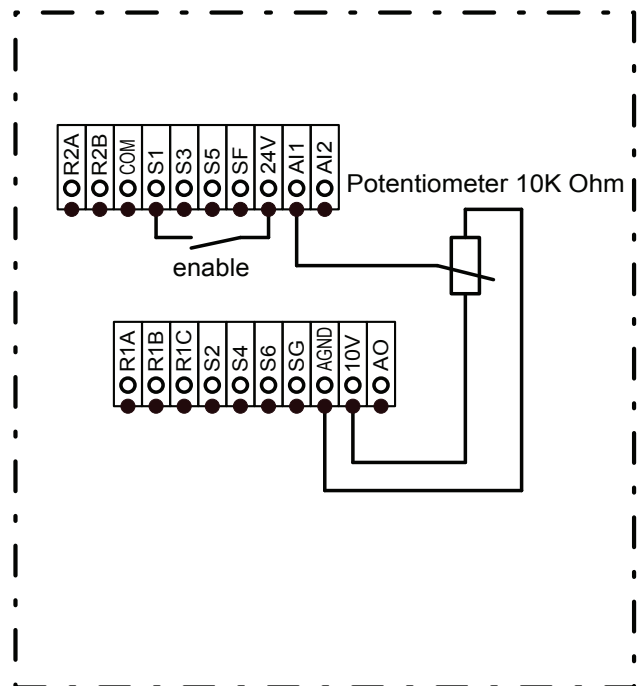 R2A R2B COM S1 S3 S5 SF 24V AI1 AI2
Potentiometer 10K Ohm
enable
R1A R1B R1C S2 S4 S6 SG AGND 10V AO